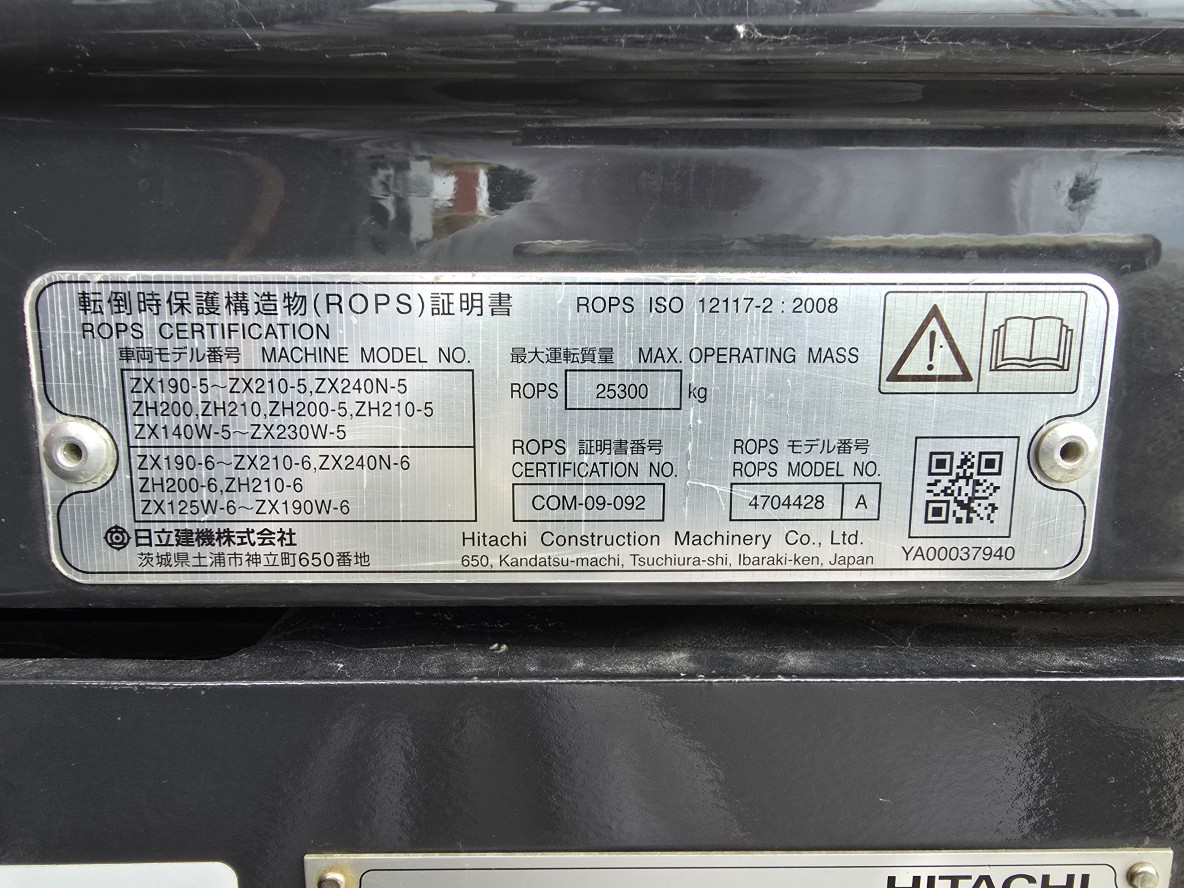 転倒時保護構造物(ROPS)証明書
ROPS ISO 12117-2 : 2008
ROPS CERTIFICATION
車両モデル番号 MACHINE MODEL NO.
ZX190-5～ZX210-5,ZX240N-5
ZH200,ZH210,ZH200-5,ZH210-5
ZX140W-5～ZX230W-5
ZX190-6～ZX210-6,ZX240N-6
ZH200-6,ZH210-6
ZX125W-6～ZX190W-6
最大運転質量 MAX. OPERATING MASS
ROPS 25300 kg
ROPS 証明書番号
CERTIFICATION NO.
COM-09-092
ROPS モデル番号
ROPS MODEL NO.
4704428 A
YA00037940
日立建機株式会社
茨城県土浦市神立町650番地
Hitachi Construction Machinery Co., Ltd.
650, Kandatsu-machi, Tsuchiura-shi, Ibaraki-ken, Japan
HITACHI